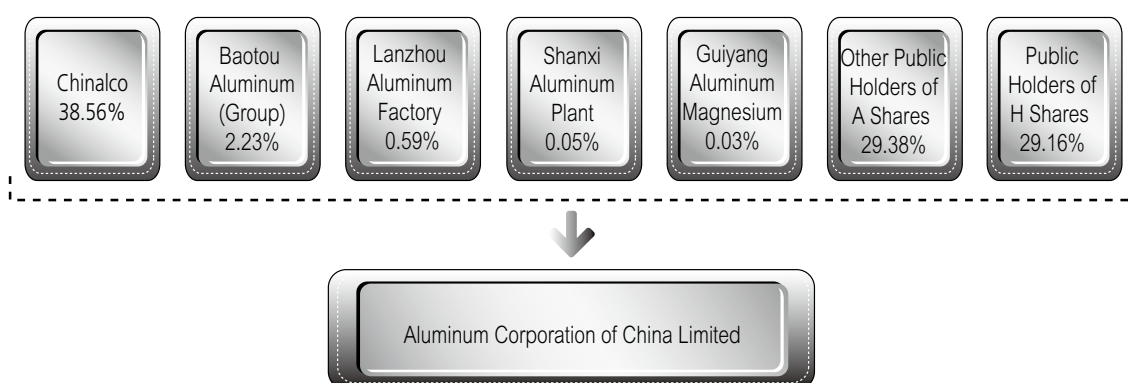 Chinalco
38.56%
Baotou
Aluminum
(Group)
2.23%
Lanzhou
Aluminum
Factory
0.59%
Shanxi
Aluminum
Plant
0.05%
Guiyang
Aluminum
Magnesium
0.03%
Other Public
Holders of
A Shares
29.38%
Public
Holders of
H Shares
29.16%
Aluminum Corporation of China Limited